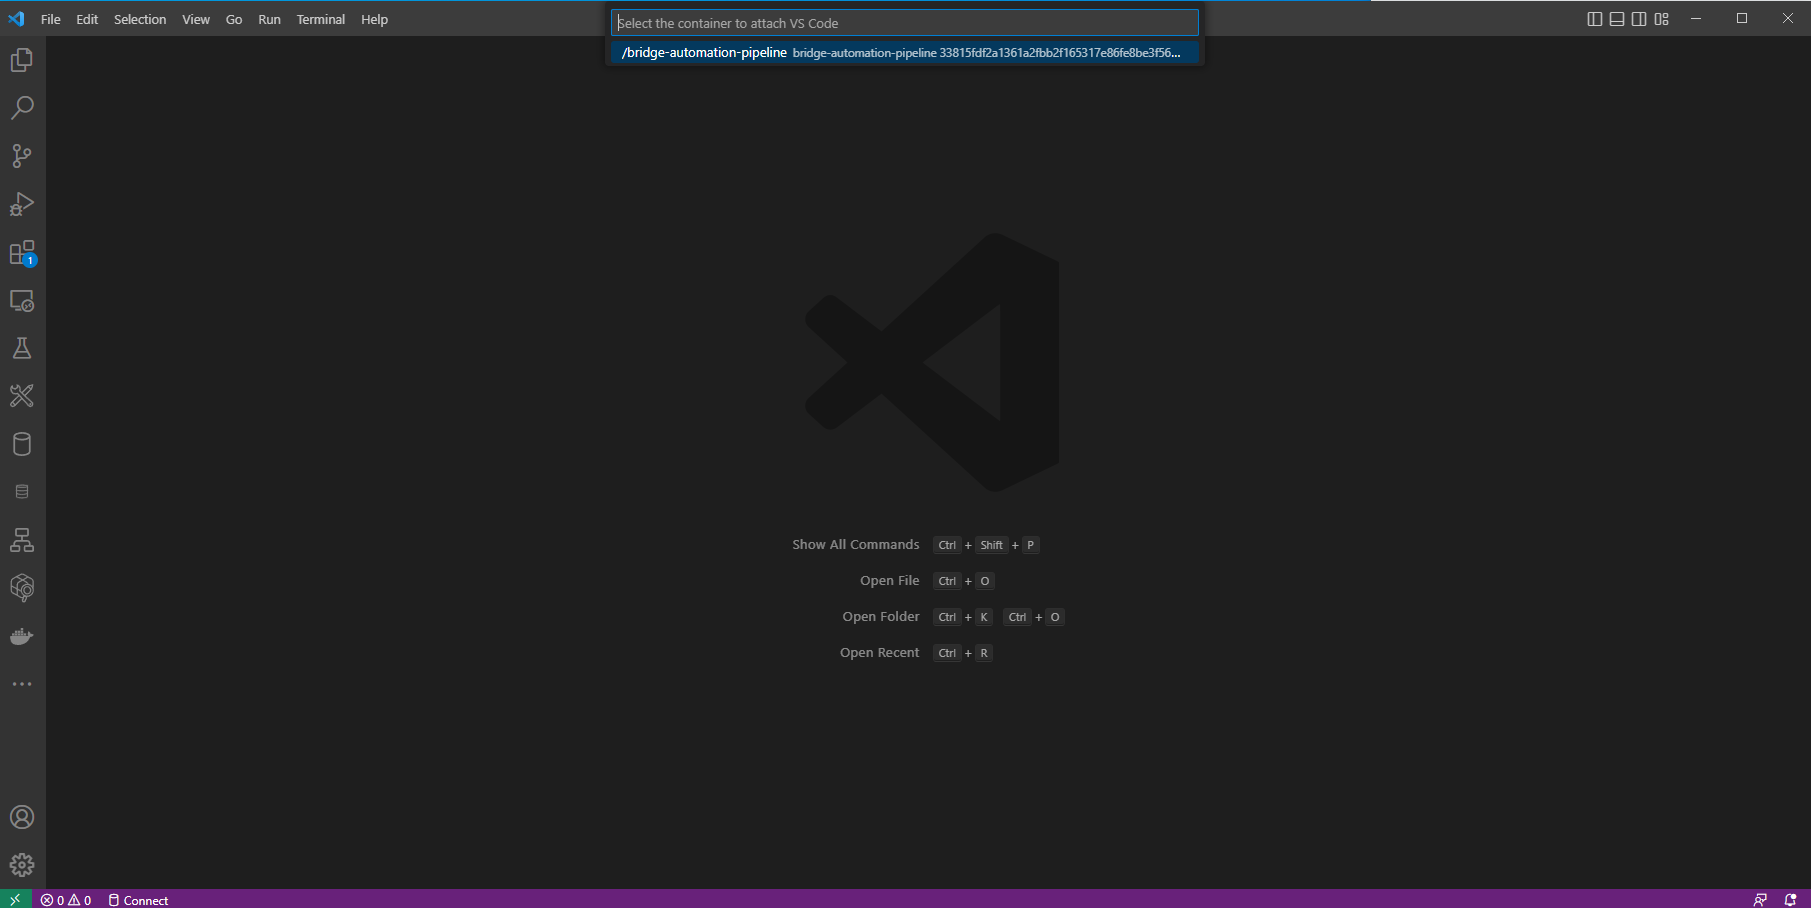 File Edit Selection View Go Run Terminal Help
Select the container to attach VS Code
/bridge-automation-pipeline bridge-automation-pipeline 33815fdf2a1361a2fbb2f165317e86fe8be3f56...
1
Show All Commands Ctrl + Shift + P
Open File Ctrl + O
Open Folder Ctrl + K Ctrl + O
Open Recent Ctrl + R
0 0 Connect